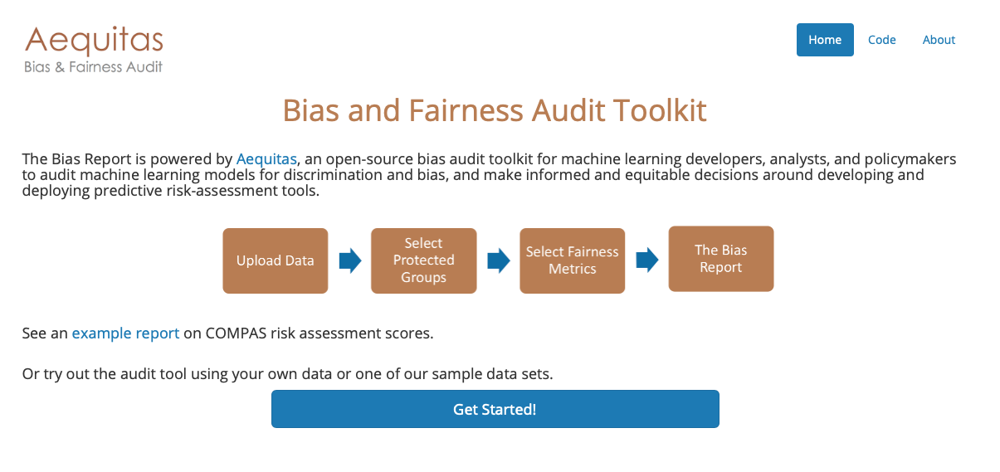 Aequitas
Bias & Fairness Audit
Home
Code
About
Bias and Fairness Audit Toolkit
The Bias Report is powered by Aequitas, an open-source bias audit toolkit for machine learning developers, analysts, and policymakers
to audit machine learning models for discrimination and bias, and make informed and equitable decisions around developing and
deploying predictive risk-assessment tools.
Upload Data
Select
Protected
Groups
Select Fairness
Metrics
The Bias
Report
See an example report on COMPAS risk assessment scores.
Or try out the audit tool using your own data or one of our sample data sets.
Get Started!